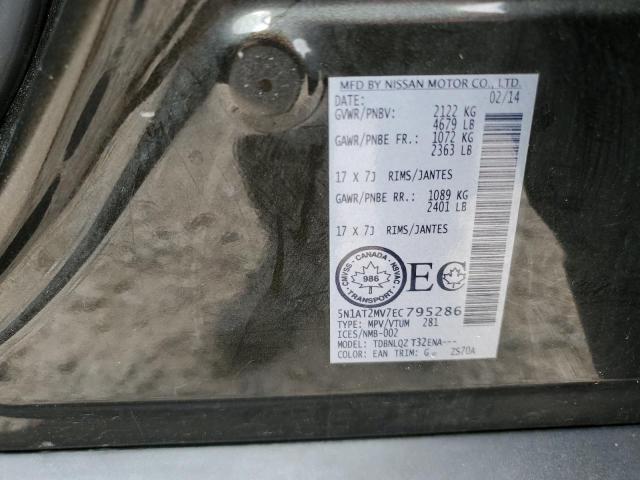 MFD BY NISSAN MOTOR CO., LTD.
DATE: 02/14
GVWR/PNBV: 2122 KG
4679 LB
GAWR/PNBE FR.: 1072 KG
2363 LB
17 X 7J RIMS/JANTES
GAWR/PNBE RR.: 1089 KG
2401 LB
17 X 7J RIMS/JANTES
CANADA
CMVSS - NSVAC
986
TRANSPORT
EC
5N1AT2MV7EC795286
TYPE: MPV/VTUM 281
ICES/NMB-002
MODEL: TDBNLQZ T32ENA---
COLOR: EAN TRIM: G ZS70A